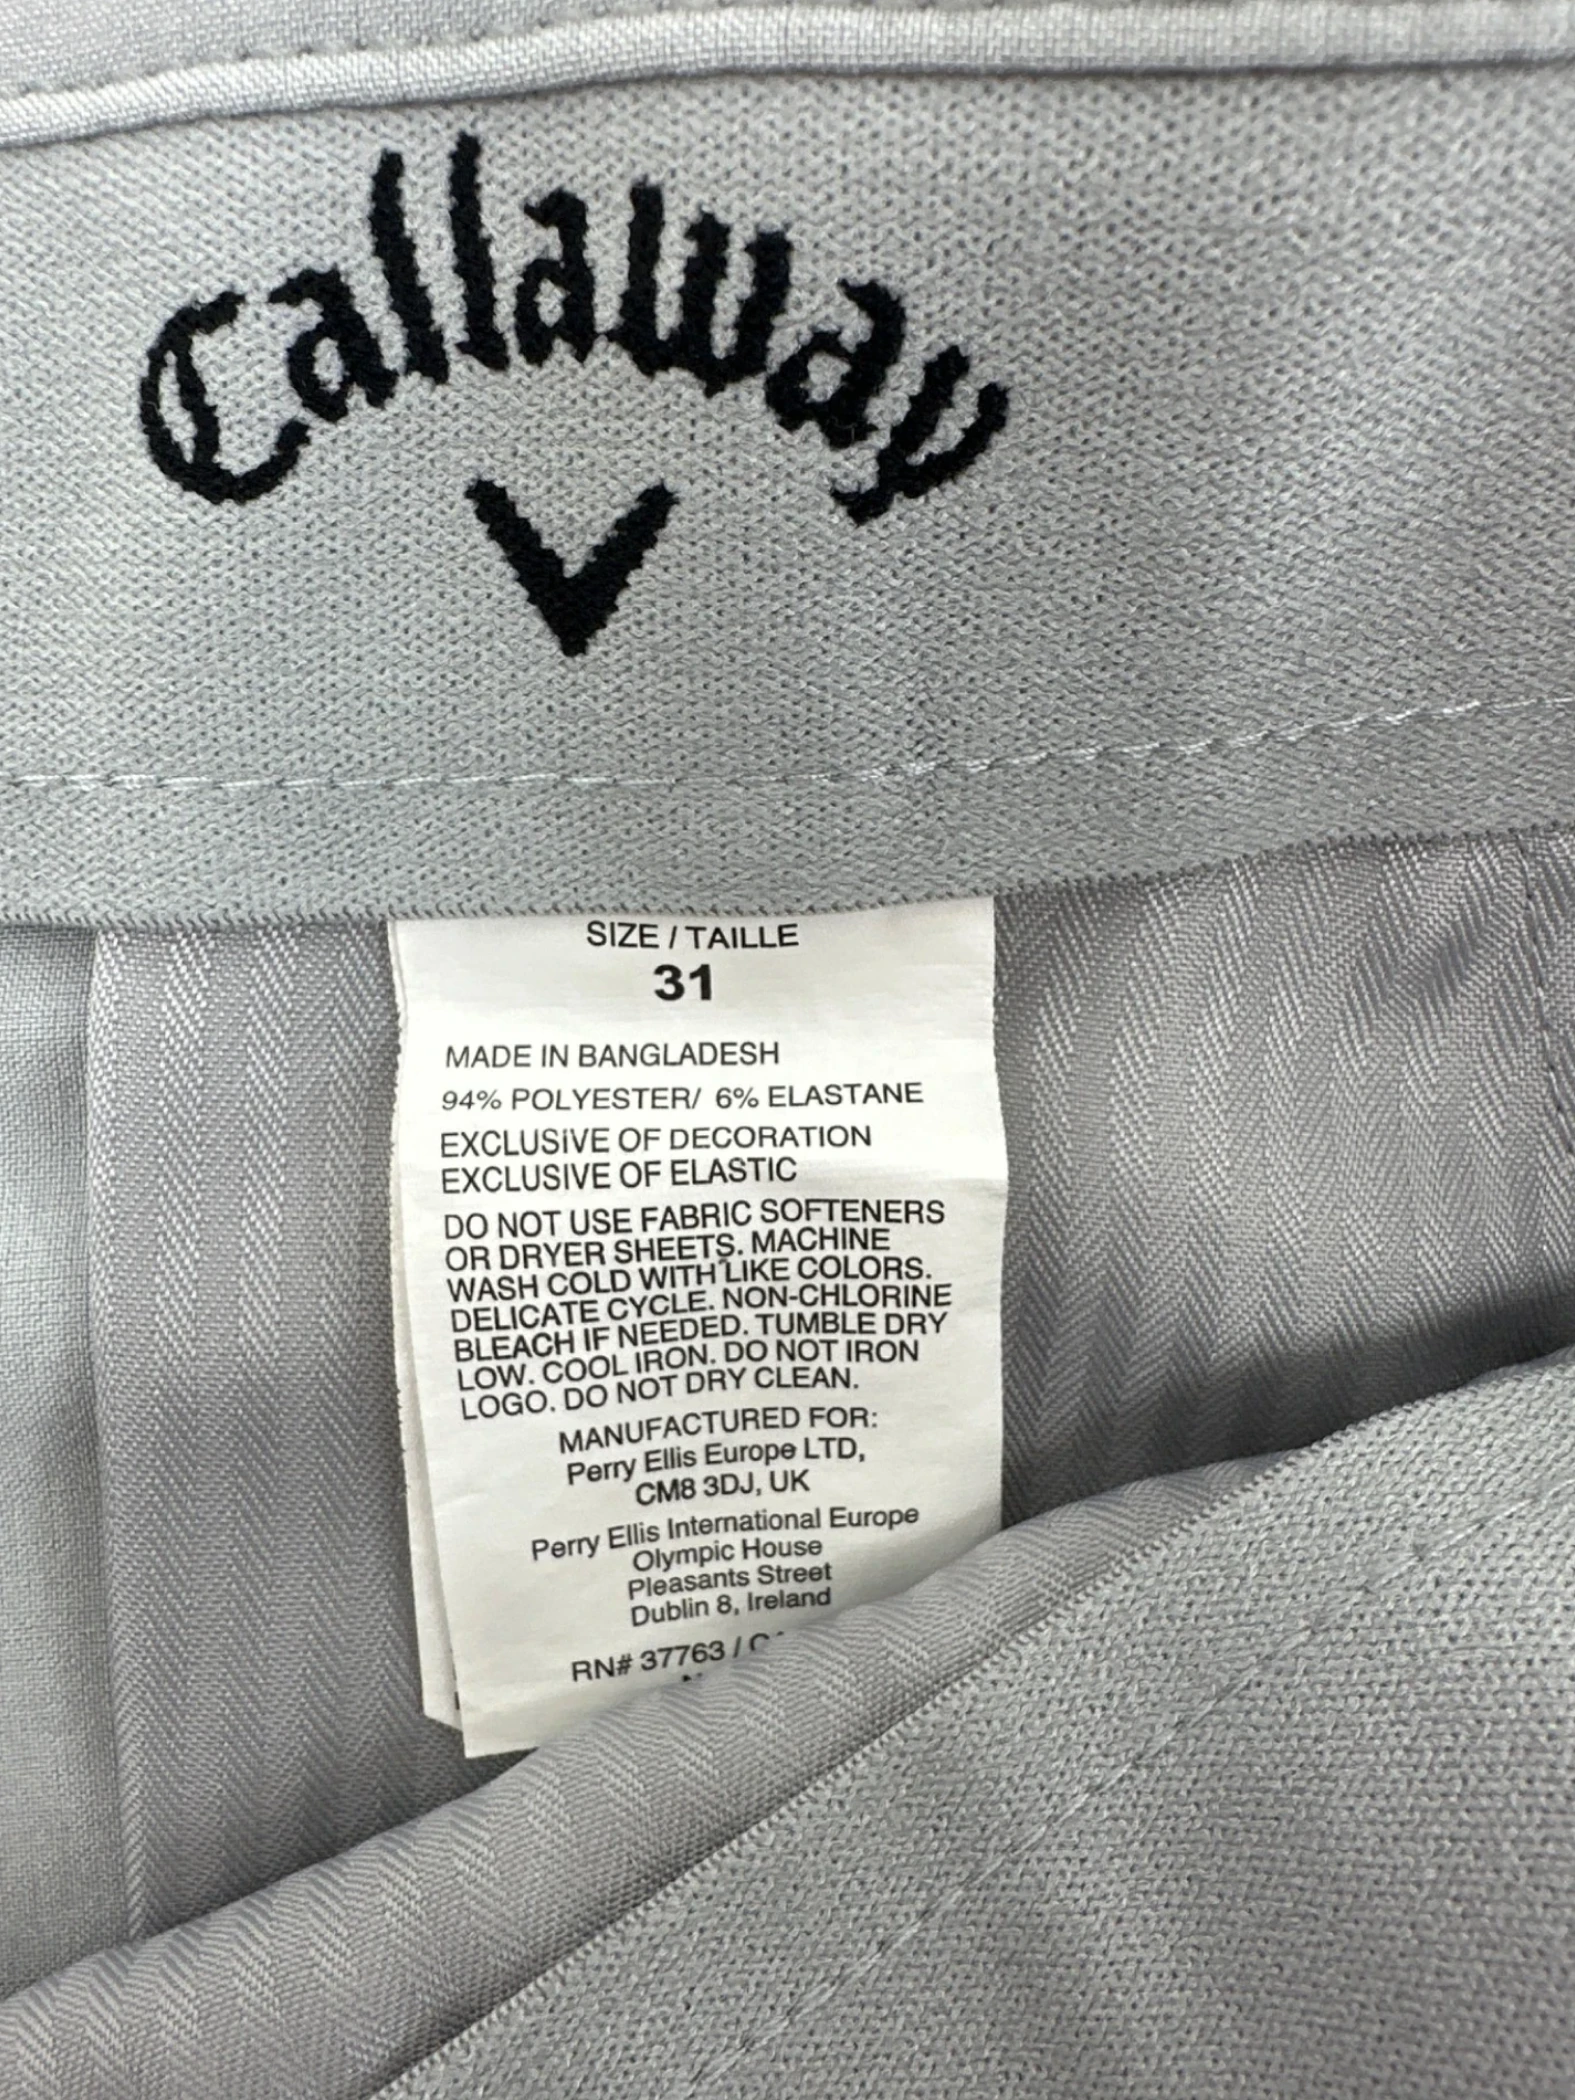 Callaway
SIZE / TAILLE
31
MADE IN BANGLADESH
94% POLYESTER/ 6% ELASTANE
EXCLUSIVE OF DECORATION
EXCLUSIVE OF ELASTIC
DO NOT USE FABRIC SOFTENERS
OR DRYER SHEETS. MACHINE
WASH COLD WITH LIKE COLORS.
DELICATE CYCLE. NON-CHLORINE
BLEACH IF NEEDED. TUMBLE DRY
LOW. COOL IRON. DO NOT IRON
LOGO. DO NOT DRY CLEAN.
MANUFACTURED FOR:
Perry Ellis Europe LTD,
CM8 3DJ, UK
Perry Ellis International Europe
Olympic House
Pleasants Street
Dublin 8, Ireland
RN# 37763 /